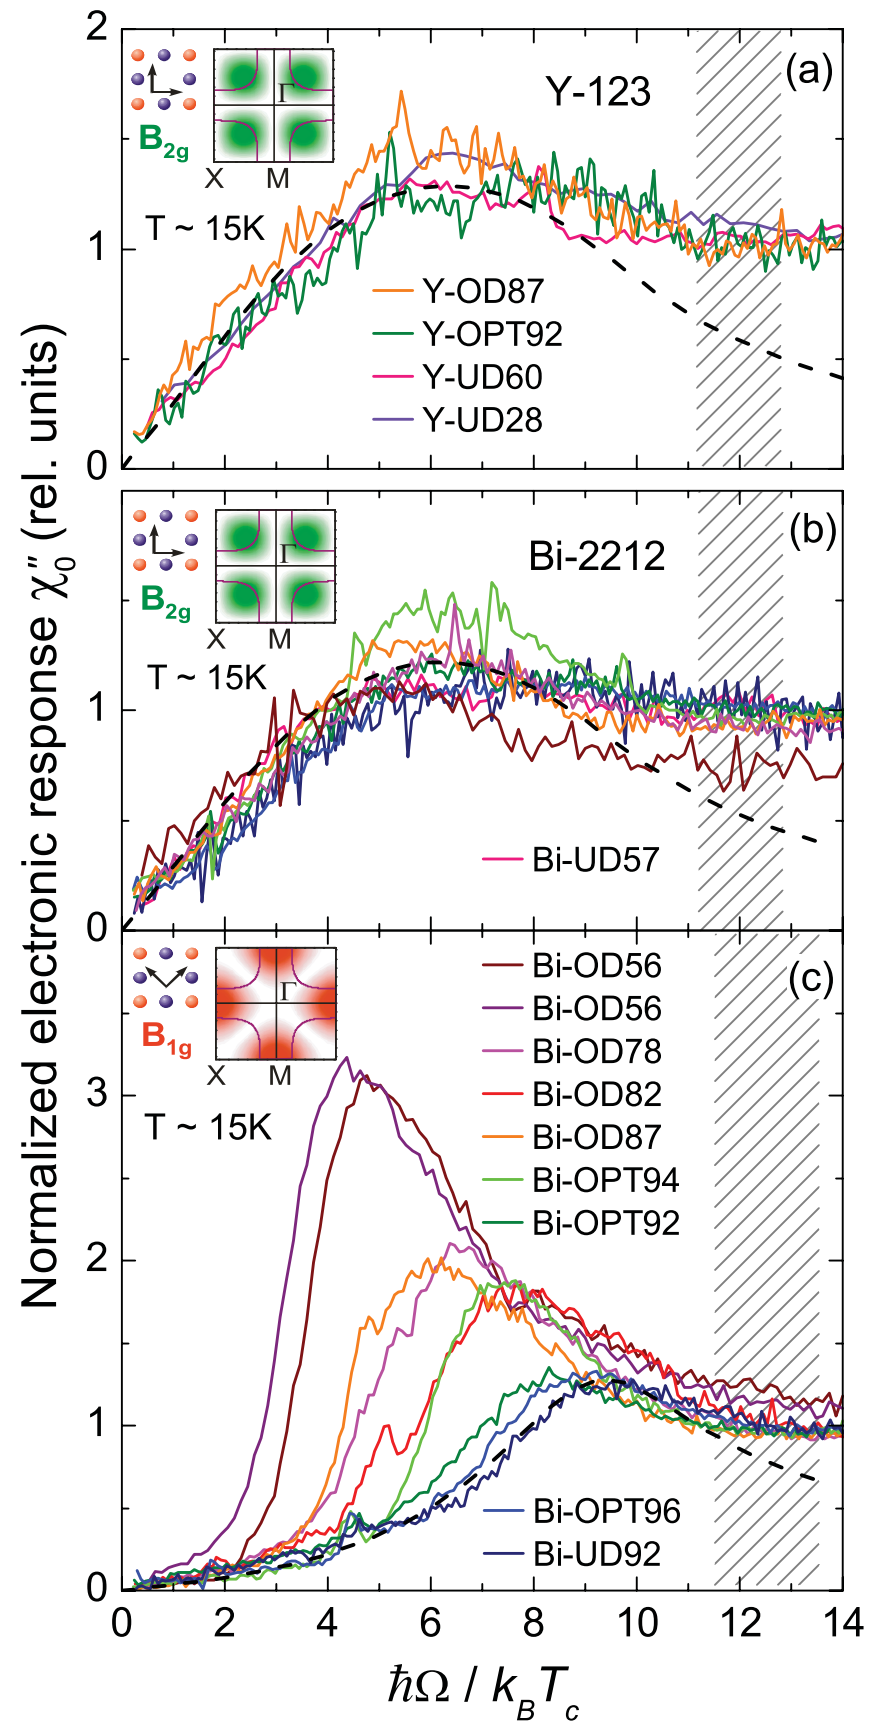 Normalized electronic response χ₀″ (rel. units)
2
1
0
(a)
Y-123
B2g
Γ
X
M
T ~ 15K
Y-OD87
Y-OPT92
Y-UD60
Y-UD28
1
0
(b)
Bi-2212
B2g
Γ
X
M
T ~ 15K
Bi-UD57
3
2
1
0
(c)
B1g
Γ
X
M
T ~ 15K
Bi-OD56
Bi-OD56
Bi-OD78
Bi-OD82
Bi-OD87
Bi-OPT94
Bi-OPT92
Bi-OPT96
Bi-UD92
0 2 4 6 8 10 12 14
ħΩ / kBTc